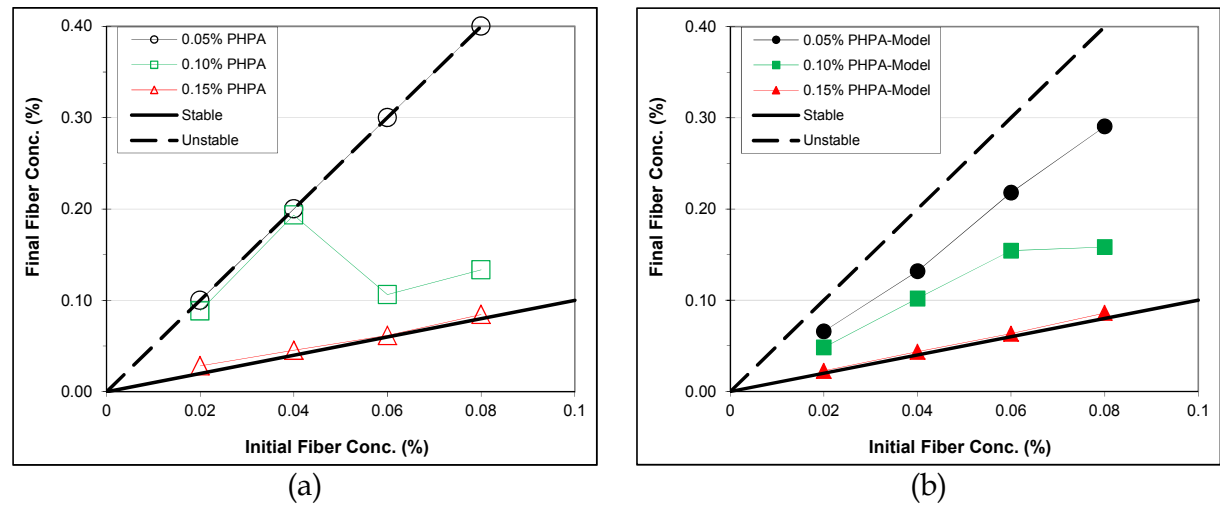 0.40
0.30
0.20
0.10
0.00
Final Fiber Conc. (%)
0.05% PHPA
0.10% PHPA
0.15% PHPA
Stable
Unstable
0 0.02 0.04 0.06 0.08 0.1
Initial Fiber Conc. (%)
(a)
0.40
0.30
0.20
0.10
0.00
Final Fiber Conc. (%)
0.05% PHPA-Model
0.10% PHPA-Model
0.15% PHPA-Model
Stable
Unstable
0 0.02 0.04 0.06 0.08 0.1
Initial Fiber Conc. (%)
(b)